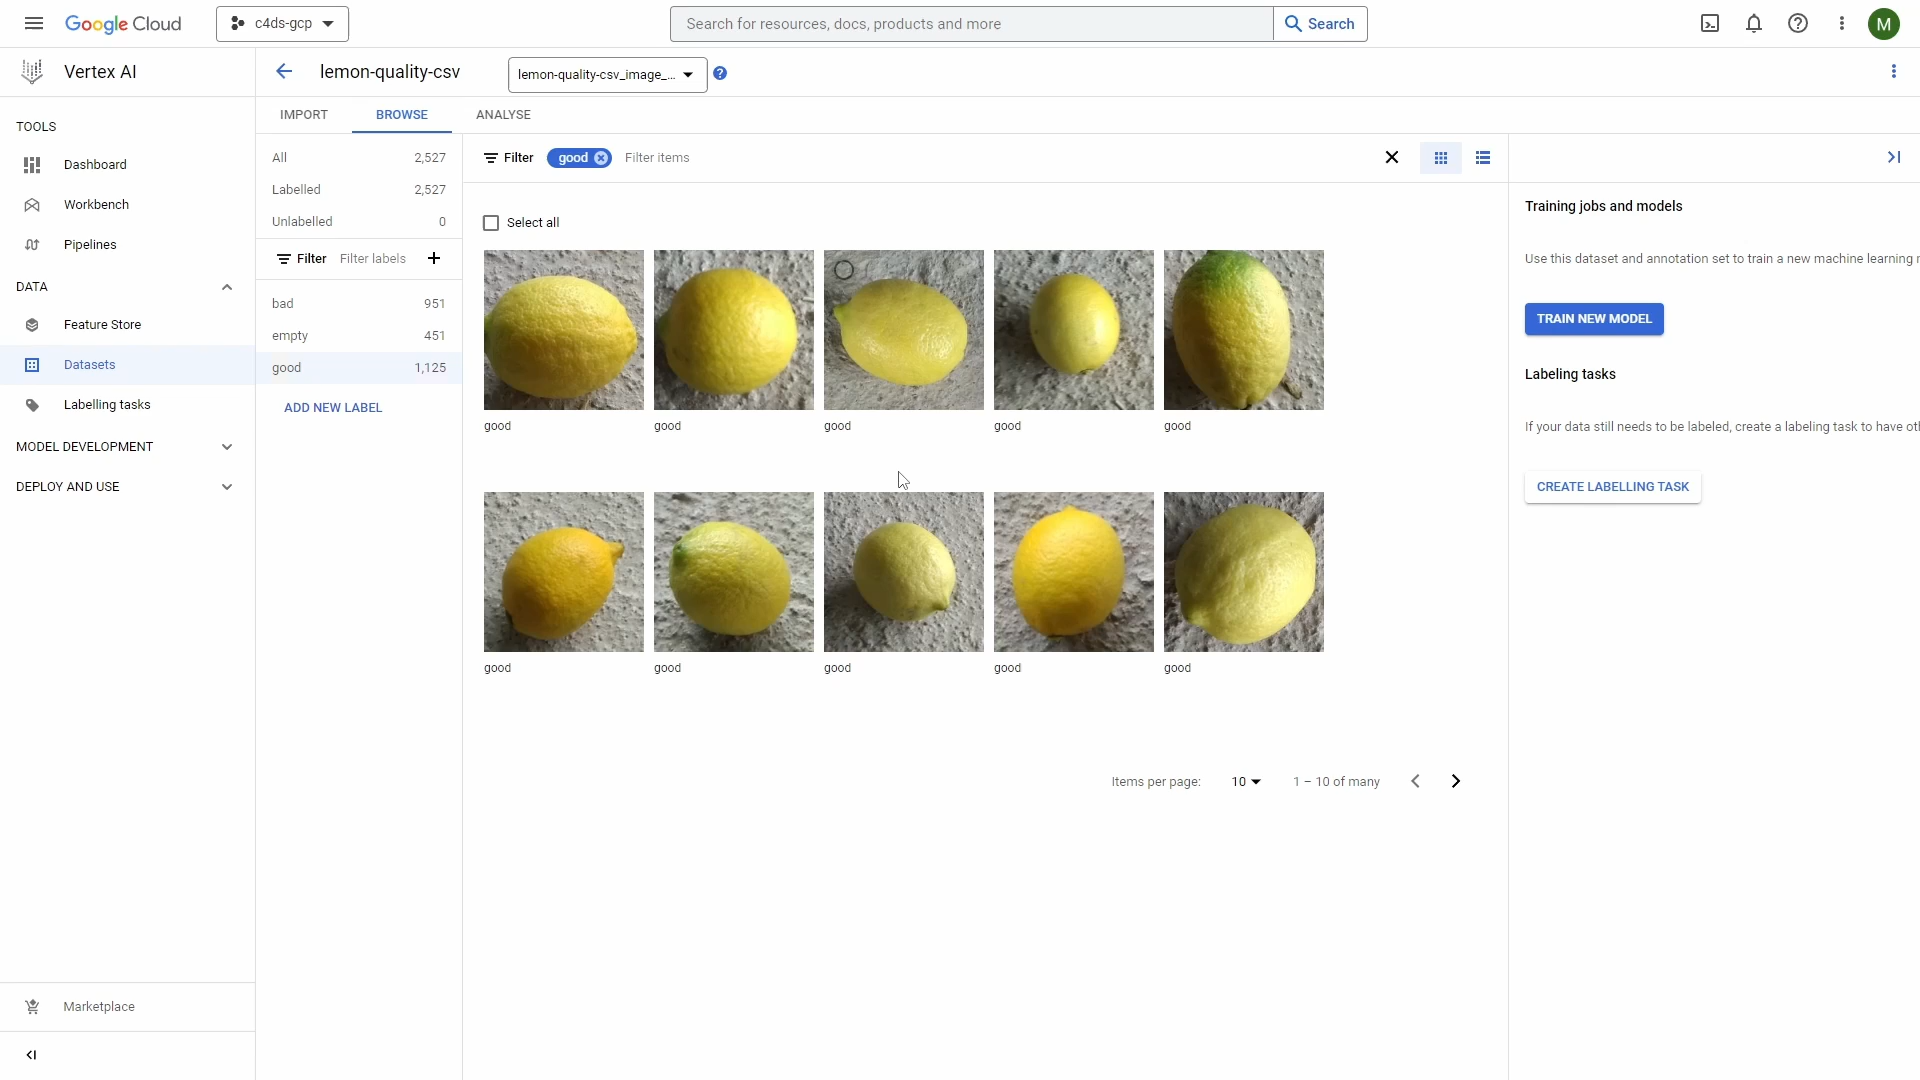 Google Cloud
c4ds-gcp
Search for resources, docs, products and more
Search
M
Vertex AI
lemon-quality-csv
lemon-quality-csv_image_...
?
IMPORT
BROWSE
ANALYSE
TOOLS
Dashboard
Workbench
Pipelines
DATA
Feature Store
Datasets
Labelling tasks
MODEL DEVELOPMENT
DEPLOY AND USE
Marketplace
All 2,527
Labelled 2,527
Unlabelled 0
Filter Filter labels
bad 951
empty 451
good 1,125
ADD NEW LABEL
Filter good Filter items
Select all
good good good good good
good good good good good
Items per page: 10 1 – 10 of many
Training jobs and models
Use this dataset and annotation set to train a new machine learning
TRAIN NEW MODEL
Labeling tasks
If your data still needs to be labeled, create a labeling task to have
CREATE LABELLING TASK